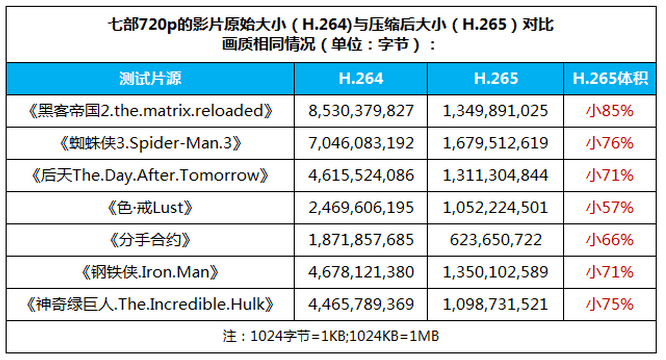 七部720p的影片原始大小（H.264)与压缩后大小（H.265）对比
画质相同情况（单位：字节）：
测试片源 H.264 H.265 H.265体积
《黑客帝国2.the.matrix.reloaded》 8,530,379,827 1,349,891,025 小85%
《蜘蛛侠3.Spider-Man.3》 7,046,083,192 1,679,512,619 小76%
《后天The.Day.After.Tomorrow》 4,615,524,086 1,311,304,844 小71%
《色·戒Lust》 2,469,606,195 1,052,224,501 小57%
《分手合约》 1,871,857,685 623,650,722 小66%
《钢铁侠.Iron.Man》 4,678,121,380 1,350,102,589 小71%
《神奇绿巨人.The.Incredible.Hulk》 4,465,789,369 1,098,731,521 小75%
注：1024字节=1KB;1024KB=1MB